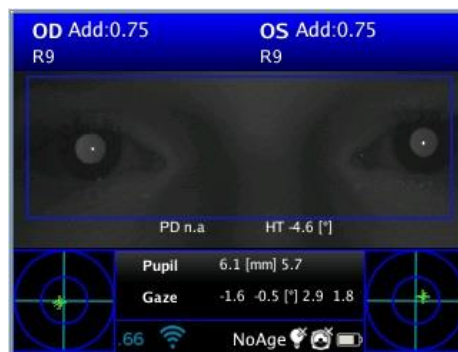 OD Add:0.75 OS Add:0.75
R9 R9
PD n.a HT -4.6 [°]
Pupil 6.1 [mm] 5.7
Gaze -1.6 -0.5 [°] 2.9 1.8
.66 NoAge